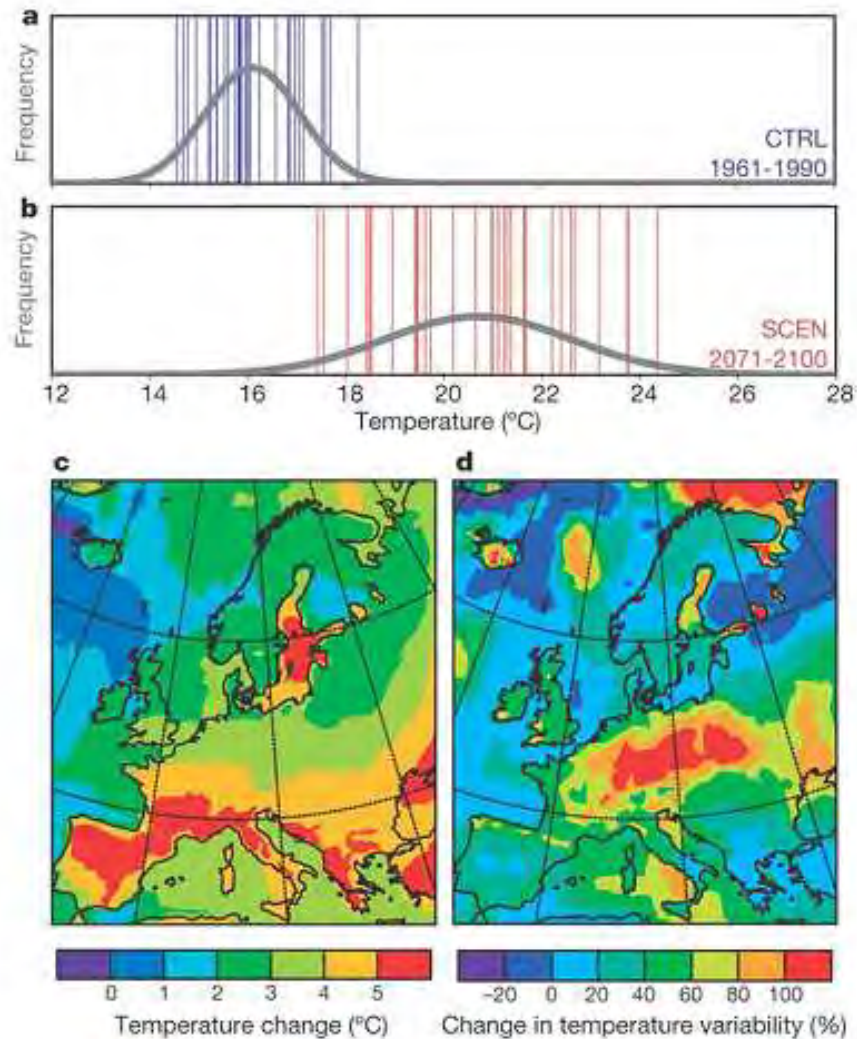 a
Frequency
CTRL
1961-1990
b
Frequency
SCEN
2071-2100
12 14 16 18 20 22 24 26 28
Temperature (ºC)
c
d
0 1 2 3 4 5
Temperature change (ºC)
−20 0 20 40 60 80 100
Change in temperature variability (%)